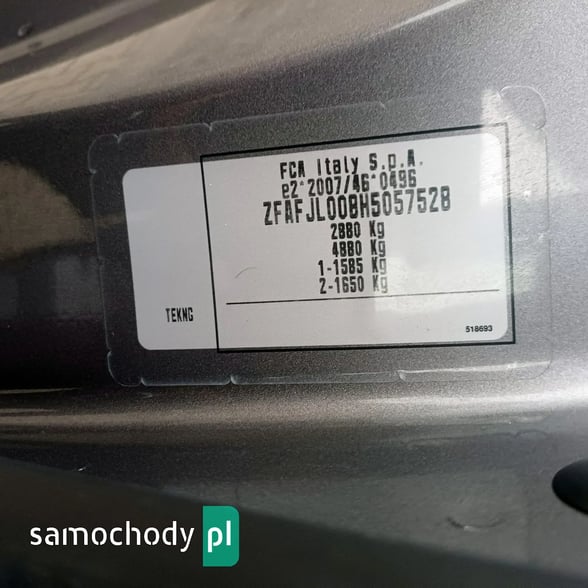 FCA Italy S.p.A.
e2*2007/46*0496
ZFAFJL00BH5057528
2880 Kg
4880 Kg
1-1585 Kg
2-1650 Kg
TEKNG
518693
samochody pl